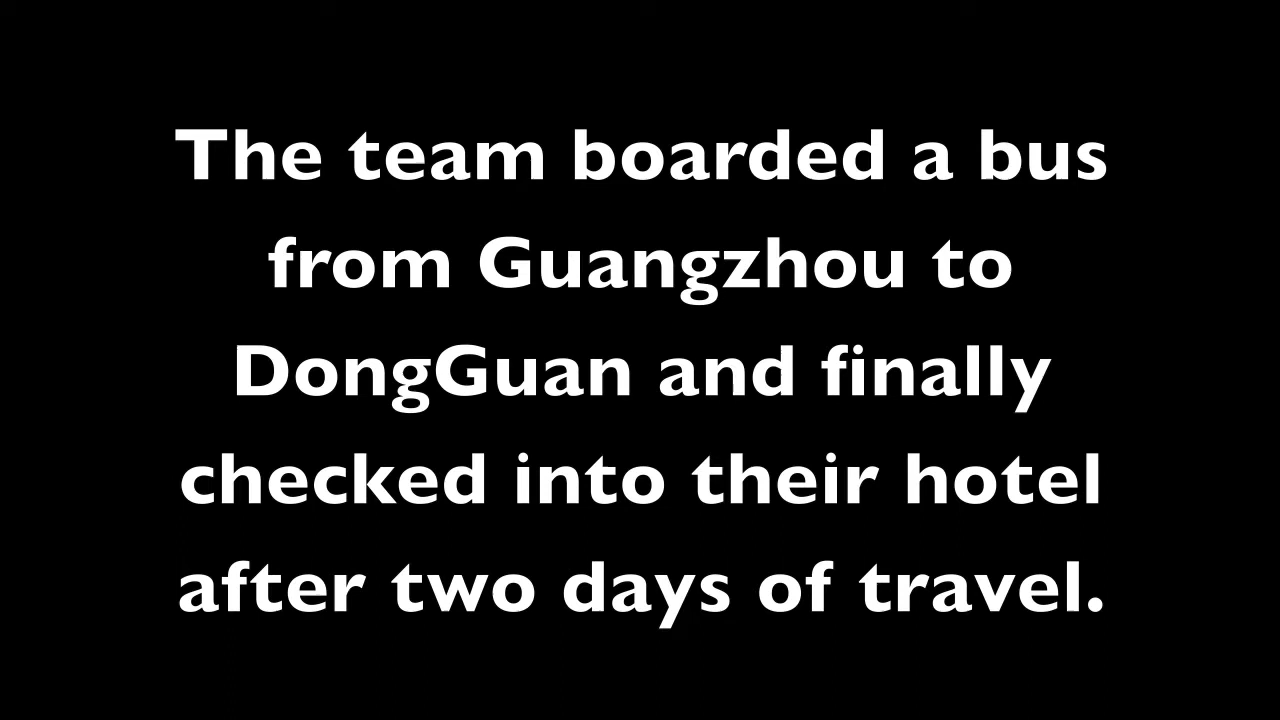 The team boarded a bus
from Guangzhou to
DongGuan and finally
checked into their hotel
after two days of travel.